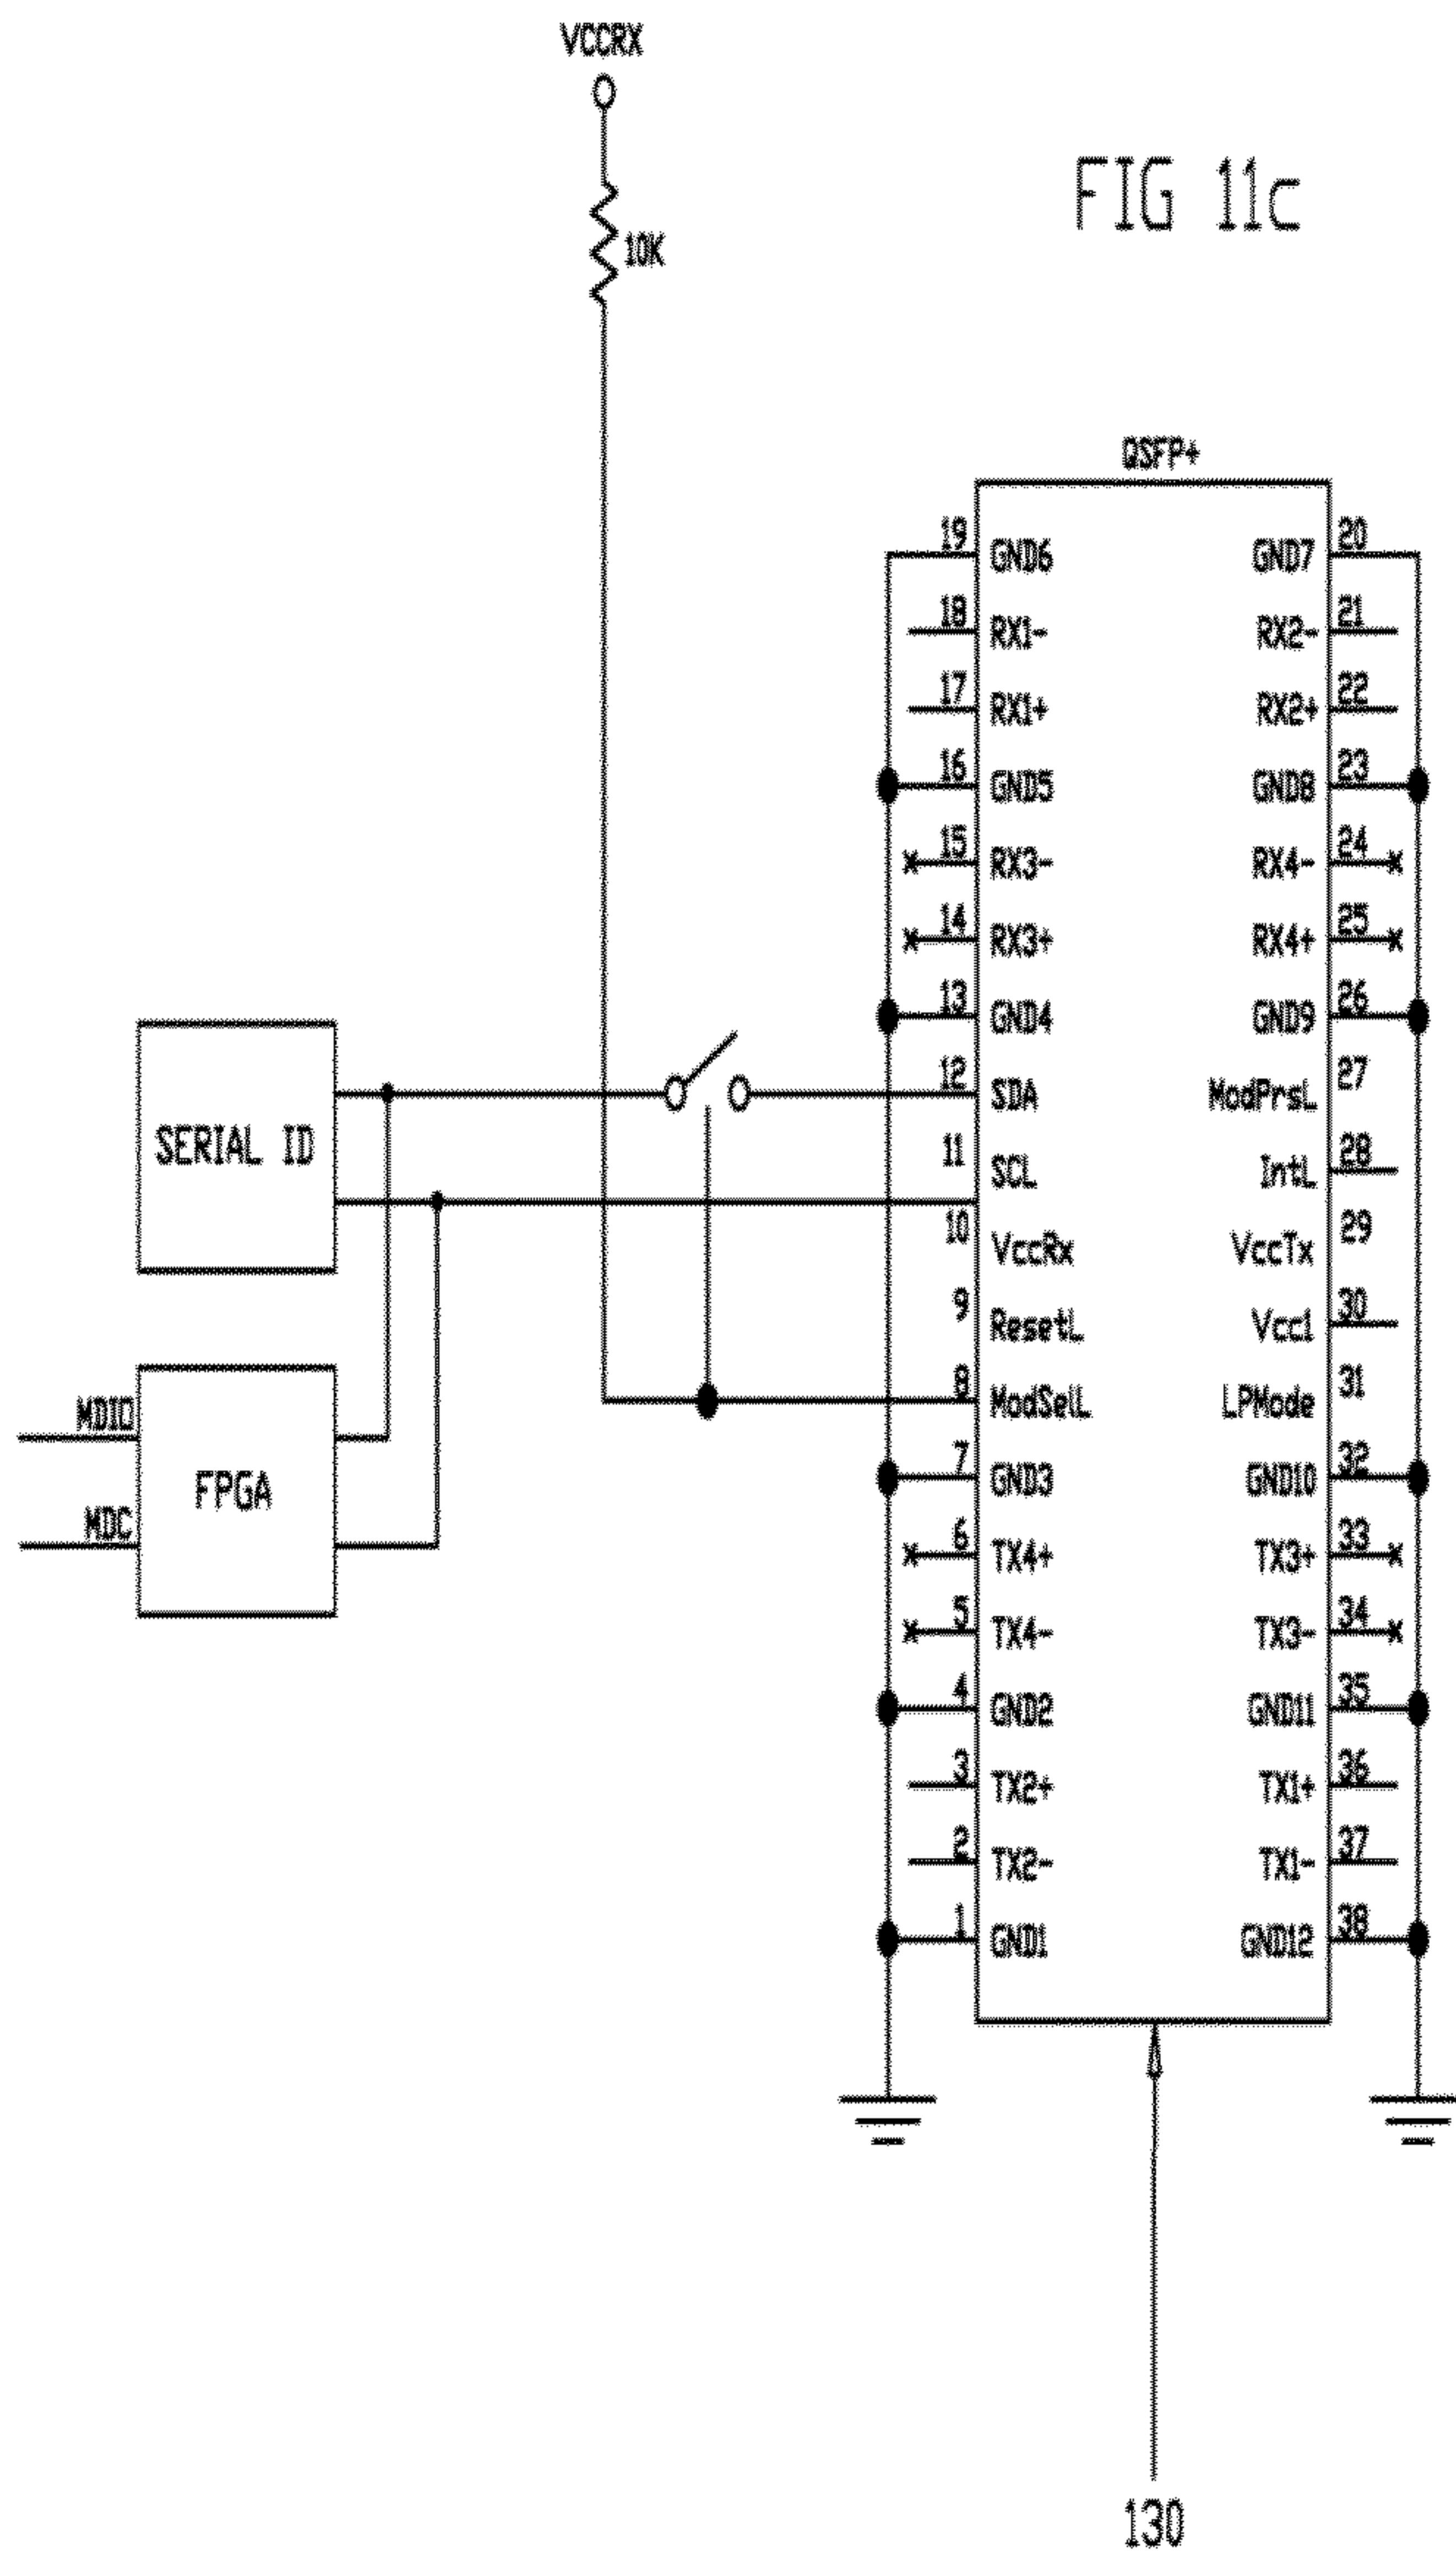 VCCRX
FIG 11c
10K
QSFP+
19 GND6 GND7 20
18 RX1- RX2- 21
17 RX1+ RX2+ 22
16 GND5 GND8 23
15 RX3- RX4- 24
14 RX3+ RX4+ 25
13 GND4 GND9 26
12 SDA ModPrsL 27
SERIAL ID
11 SCL IntL 28
10 VccRx VccTx 29
9 ResetL Vcc1 30
8 ModSelL LPMode 31
MDIO
FPGA
MDC
7 GND3 GND10 32
6 TX4+ TX3+ 33
5 TX4- TX3- 34
4 GND2 GND11 35
3 TX2+ TX1+ 36
2 TX2- TX1- 37
1 GND1 GND12 38
130